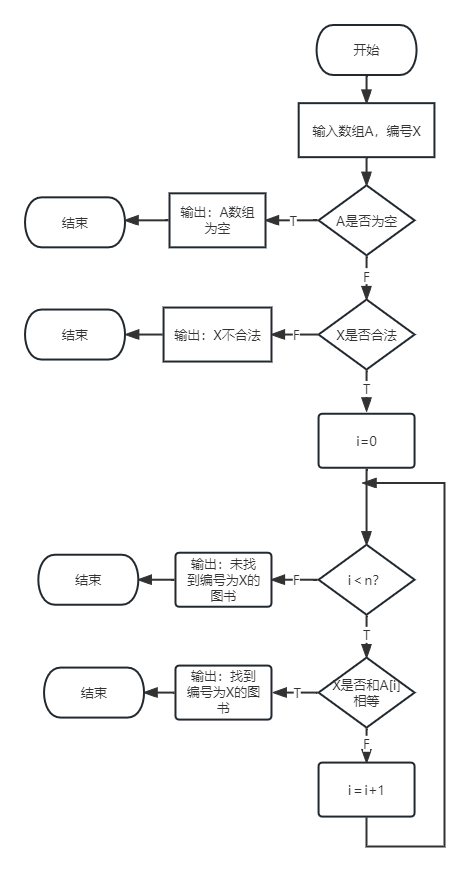 开始
输入数组A，编号X
A是否为空
T
输出：A数组
为空
结束
F
X是否合法
F
输出：X不合法
结束
T
i=0
i<n?
F
输出：未找
到编号为X的
图书
结束
T
X是否和A[i]
相等
T
输出：找到
编号为X的图
书
结束
F
i=i+1